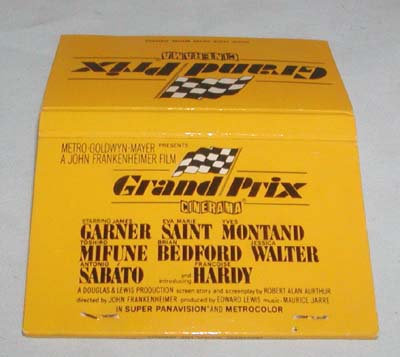 CINERAMA
Grand Prix
METRO-GOLDWYN-MAYER PRESENTS
A JOHN FRANKENHEIMER FILM
Grand Prix
CINERAMA
STARRING JAMES EVA MARIE YVES
GARNER SAINT MONTAND
TOSHIRO BRIAN JESSICA
MIFUNE BEDFORD WALTER
ANTONIO FRANCOISE
SABÀTO and introducing HARDY
A DOUGLAS & LEWIS PRODUCTION screen story and screenplay by ROBERT ALAN AURTHUR
directed by JOHN FRANKENHEIMER produced by EDWARD LEWIS music-MAURICE JARRE
IN SUPER PANAVISION® AND METROCOLOR